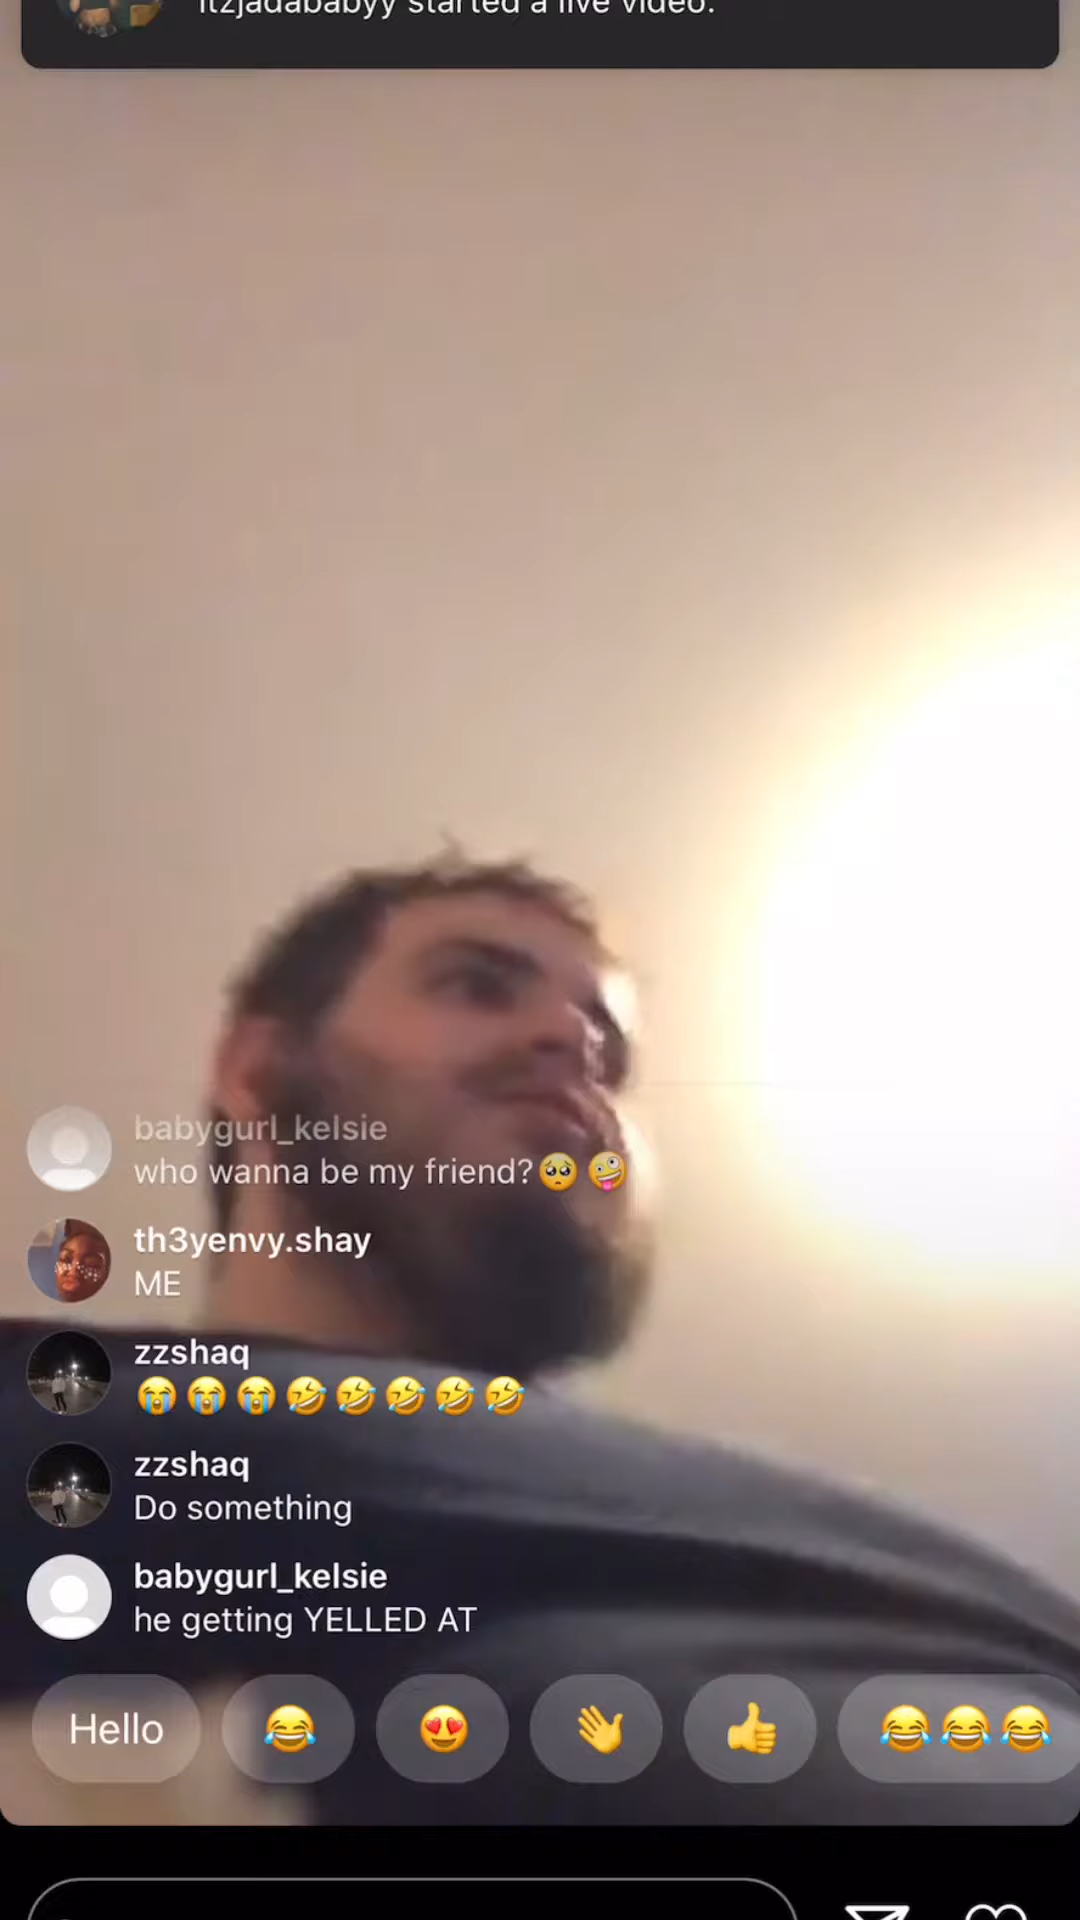 itzjadababyy started a live video.
babygurl_kelsie
who wanna be my friend?🥺🤪
th3yenvy.shay
ME
zzshaq
😭😭😭🤣🤣🤣🤣🤣
zzshaq
Do something
babygurl_kelsie
he getting YELLED AT
Hello 😂 😍 👋 👍 😂😂😂